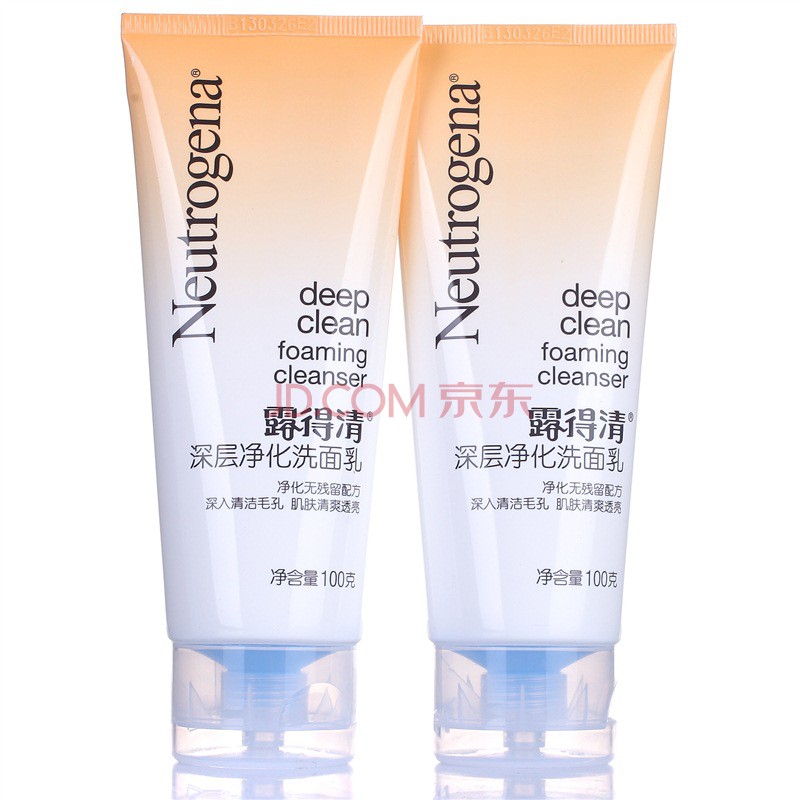 3130326E2
Neutrogena®
deep
clean
foaming
cleanser
露得清®
深层净化洗面乳
净化无残留配方
深入清洁毛孔 肌肤清爽透亮
净含量100克
3130326E2
Neutrogena®
deep
clean
foaming
cleanser
露得清®
深层净化洗面乳
净化无残留配方
深入清洁毛孔 肌肤清爽透亮
净含量100克
JD.COM 京东